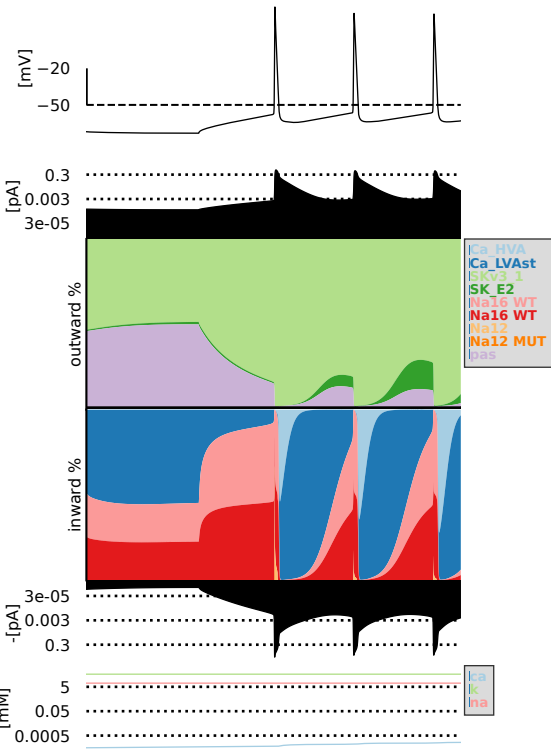 [mV]
−20
−50
[pA]
0.3
0.003
3e-05
outward %
Ca_HVA
Ca_LVAst
SKv3_1
SK_E2
Na16 WT
Na16 WT
Na12
Na12 MUT
pas
inward %
-[pA]
3e-05
0.003
0.3
[mM]
5
0.05
0.0005
ca
k
na